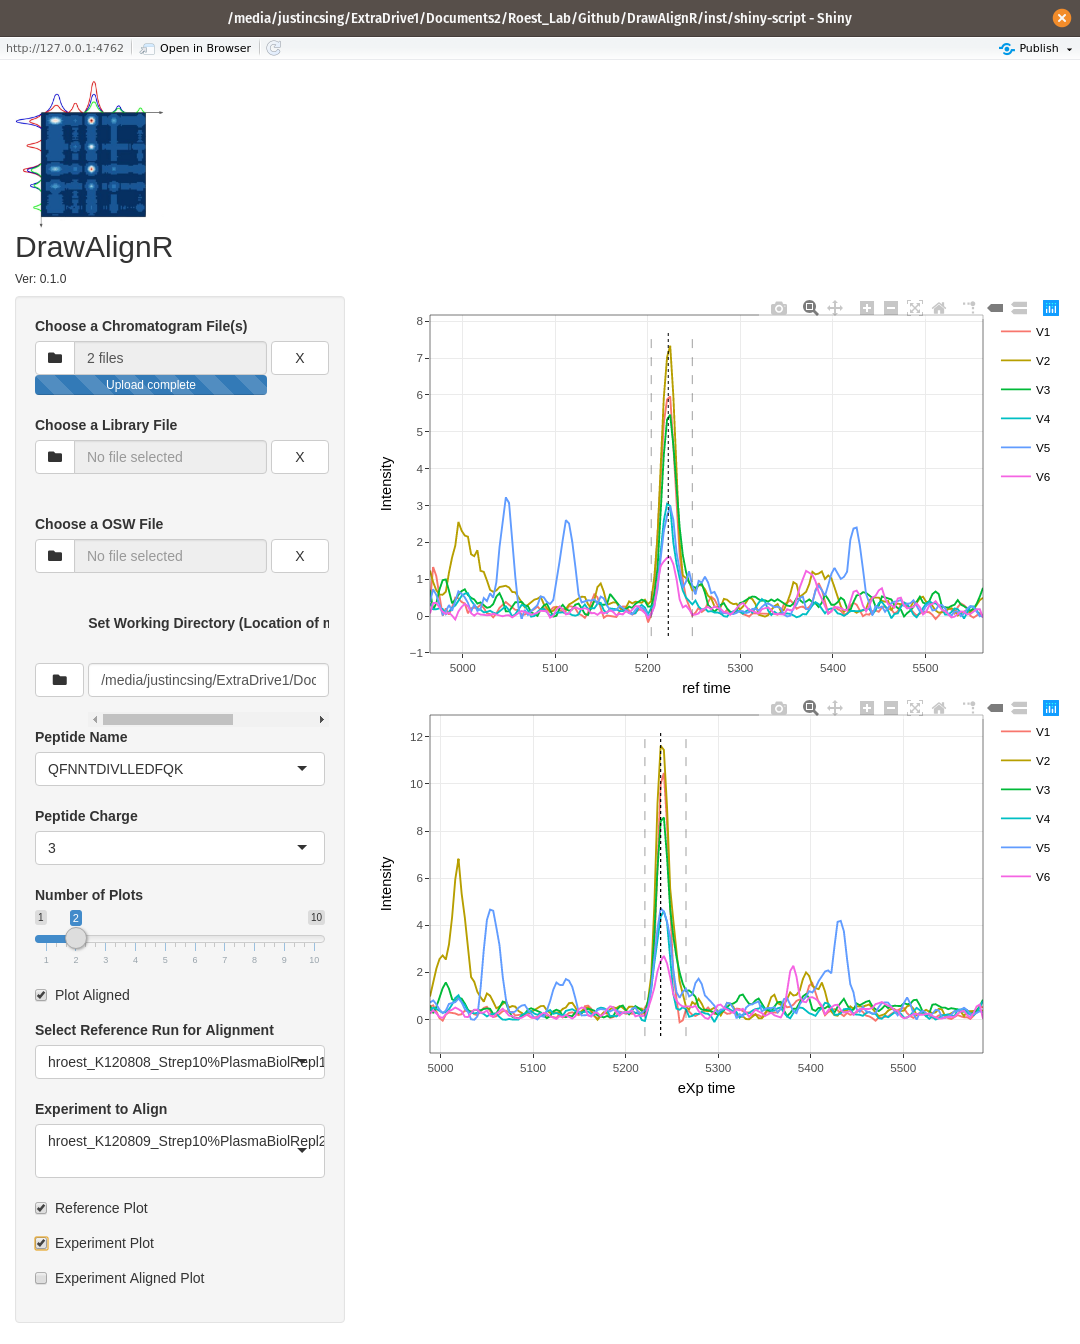 /media/justincsing/ExtraDrive1/Documents2/Roest_Lab/Github/DrawAlignR/inst/shiny-script - Shiny
http://127.0.0.1:4762 Open in Browser Publish
DrawAlignR
Ver: 0.1.0
Choose a Chromatogram File(s)
2 files X
Upload complete
Choose a Library File
No file selected X
Choose a OSW File
No file selected X
Set Working Directory (Location of n
/media/justincsing/ExtraDrive1/Doc
Peptide Name
QFNNTDIVLLEDFQK
Peptide Charge
3
Number of Plots
1 2 10
1 2 3 4 5 6 7 8 9 10
Plot Aligned
Select Reference Run for Alignment
hroest_K120808_Strep10%PlasmaBiolRepl1
Experiment to Align
hroest_K120809_Strep10%PlasmaBiolRepl2
Reference Plot
Experiment Plot
Experiment Aligned Plot
8
7
6
5
4
3
2
1
0
−1
Intensity
5000 5100 5200 5300 5400 5500
ref time
V1
V2
V3
V4
V5
V6
12
10
8
6
4
2
0
Intensity
5000 5100 5200 5300 5400 5500
eXp time
V1
V2
V3
V4
V5
V6